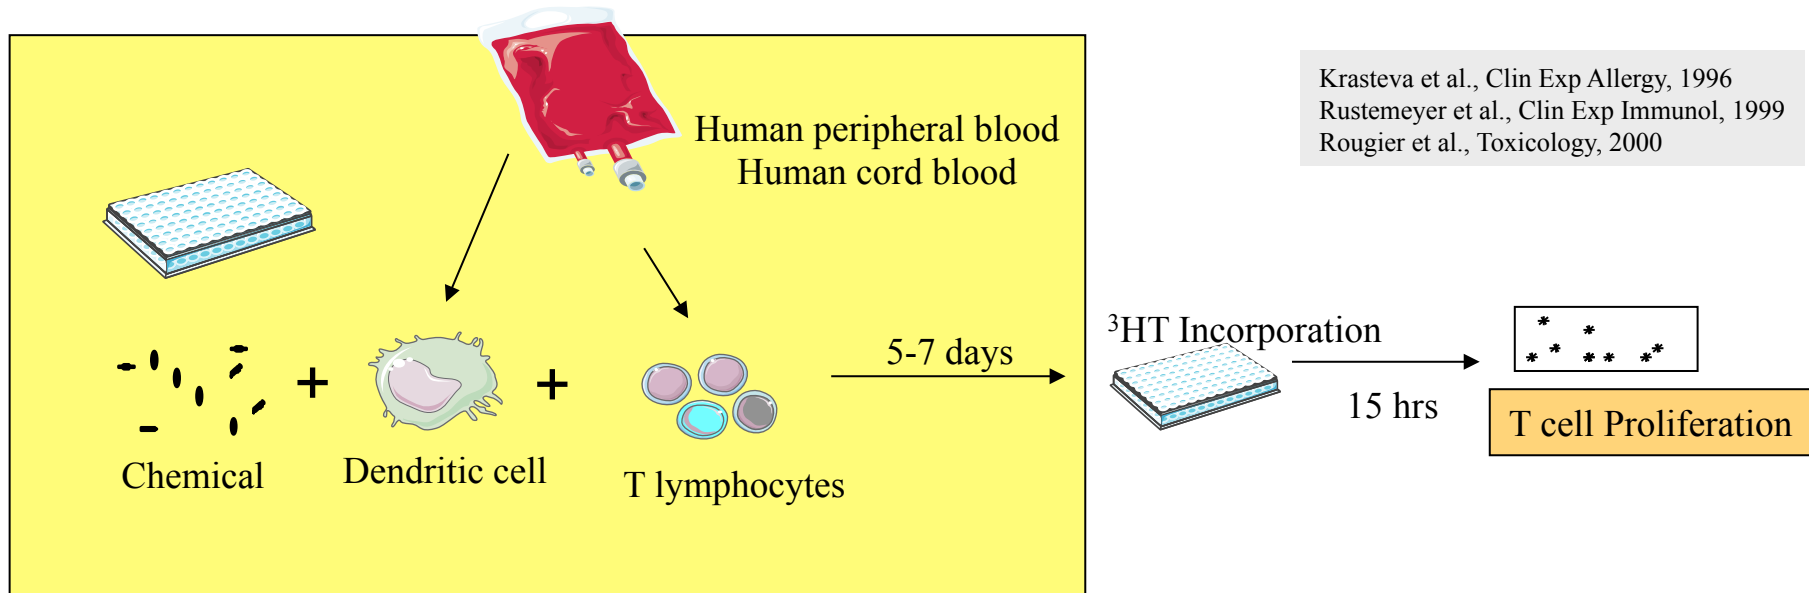 Human peripheral blood
Human cord blood
Krasteva et al., Clin Exp Allergy, 1996
Rustemeyer et al., Clin Exp Immunol, 1999
Rougier et al., Toxicology, 2000
5-7 days
³HT Incorporation
15 hrs
T cell Proliferation
+
+
Chemical
Dendritic cell
T lymphocytes